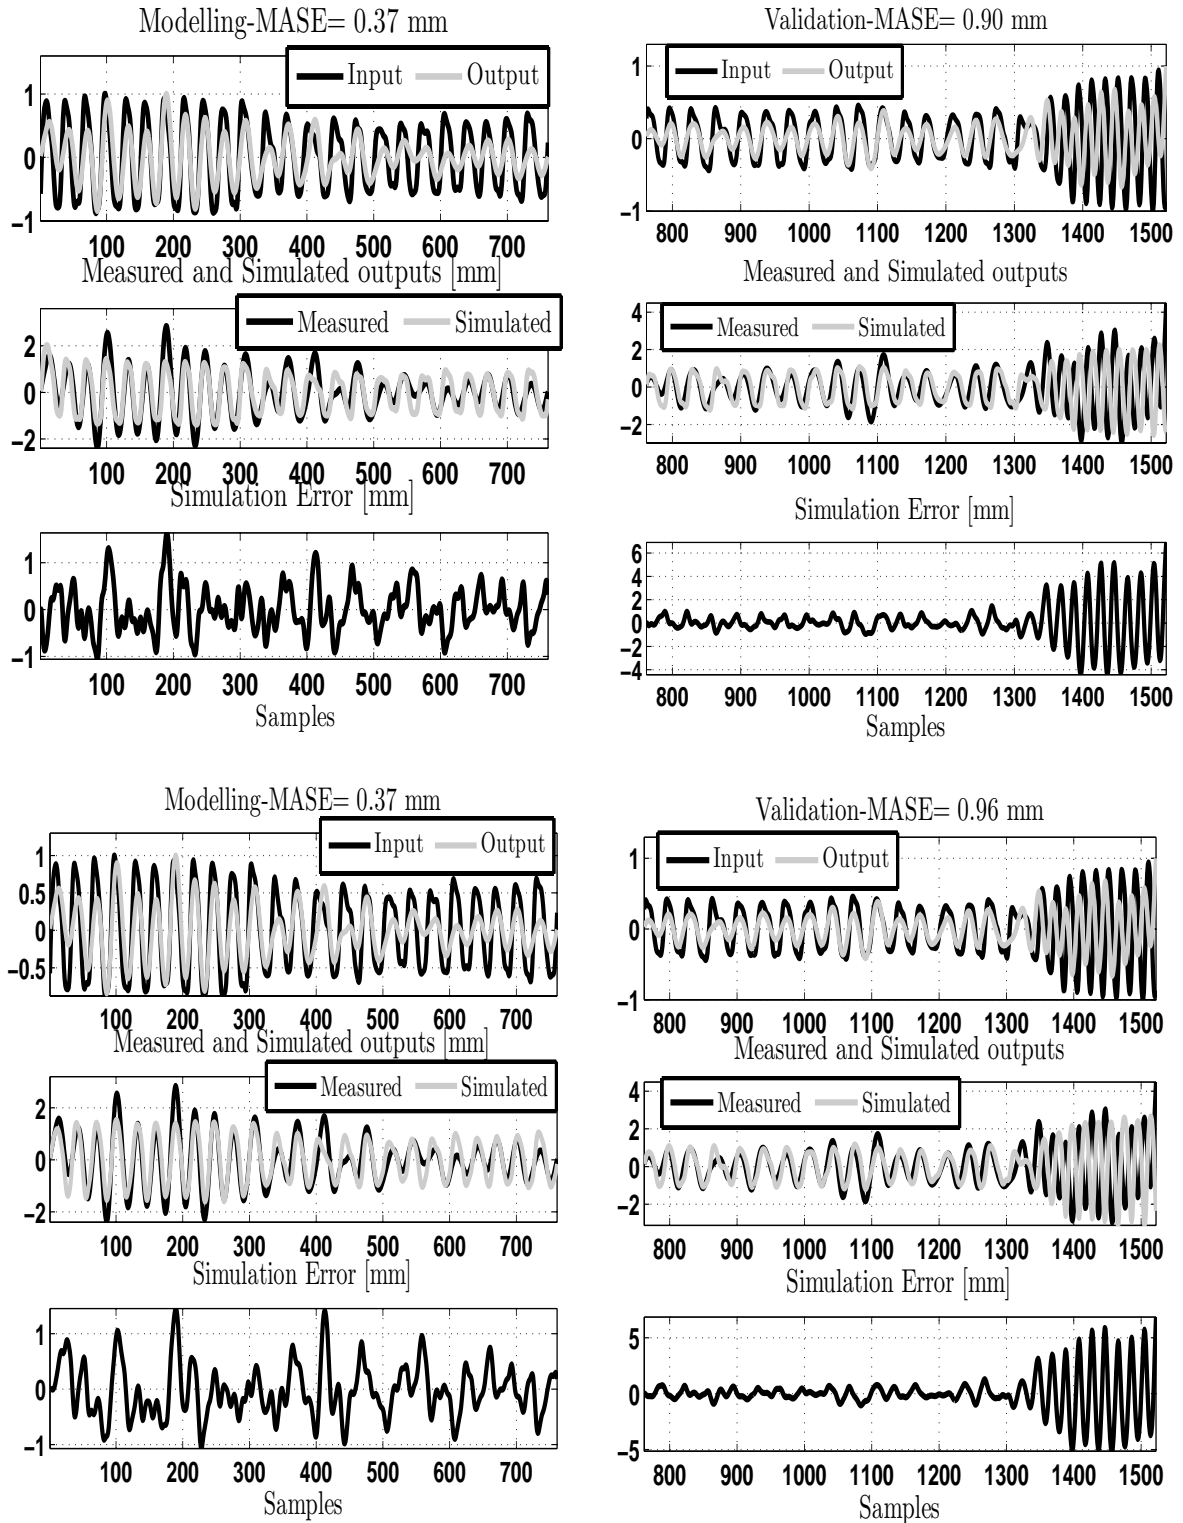 Modelling-MASE= 0.37 mm
Input Output
1
0
−1
100 200 300 400 500 600 700
Measured and Simulated outputs [mm]
Measured Simulated
2
0
−2
100 200 300 400 500 600 700
Simulation Error [mm]
1
0
−1
100 200 300 400 500 600 700
Samples
Validation-MASE= 0.90 mm
Input Output
1
0
−1
800 900 1000 1100 1200 1300 1400 1500
Measured and Simulated outputs
Measured Simulated
4
2
0
−2
800 900 1000 1100 1200 1300 1400 1500
Simulation Error [mm]
6
4
2
0
−2
−4
800 900 1000 1100 1200 1300 1400 1500
Samples
Modelling-MASE= 0.37 mm
Input Output
1
0.5
0
−0.5
100 200 300 400 500 600 700
Measured and Simulated outputs [mm]
Measured Simulated
2
0
−2
100 200 300 400 500 600 700
Simulation Error [mm]
1
0
−1
100 200 300 400 500 600 700
Samples
Validation-MASE= 0.96 mm
Input Output
1
0
−1
800 900 1000 1100 1200 1300 1400 1500
Measured and Simulated outputs
Measured Simulated
4
2
0
−2
800 900 1000 1100 1200 1300 1400 1500
Simulation Error [mm]
5
0
−5
800 900 1000 1100 1200 1300 1400 1500
Samples